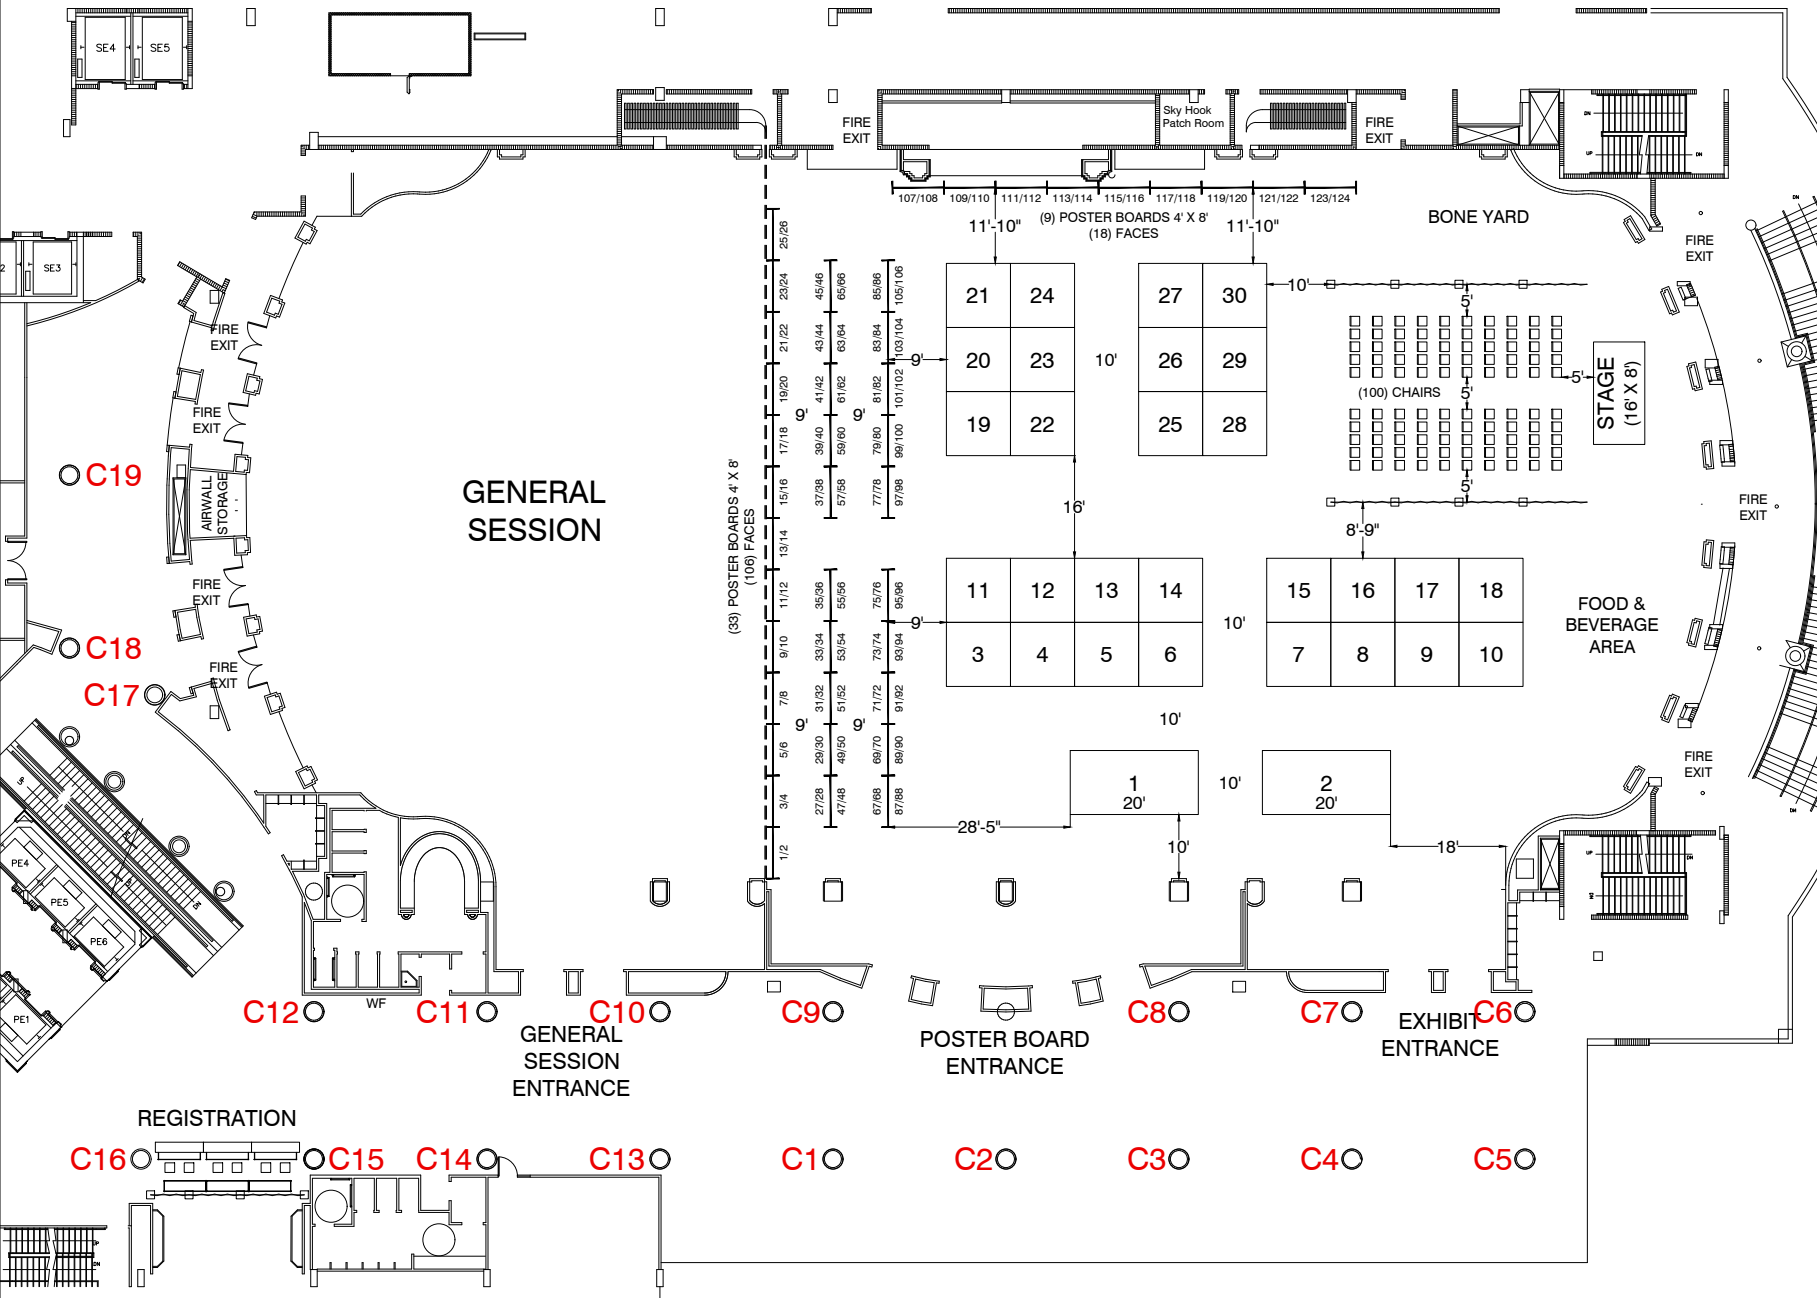 SE4
SE5
Sky Hook
Patch Room
FIRE
EXIT
FIRE
EXIT
DN
UP
DN
DN
107/108
109/110
111/112
113/114
115/116
117/118
119/120
121/122
123/124
(9) POSTER BOARDS 4' X 8'
(18) FACES
11'-10"
11'-10"
BONE YARD
FIRE
EXIT
2
SE3
25/26
23/24
21/22
19/20
17/18
15/16
13/14
11/12
9/10
7/8
5/6
3/4
1/2
45/46
43/44
41/42
39/40
37/38
35/36
33/34
31/32
29/30
27/28
65/66
63/64
61/62
59/60
57/58
55/56
53/54
51/52
49/50
47/48
85/86
83/84
81/82
79/80
77/78
75/76
73/74
71/72
69/70
67/68
105/106
103/104
101/102
99/100
97/98
95/96
93/94
91/92
89/90
87/88
9'
9'
9'
9'
9'
9'
(33) POSTER BOARDS 4' X 8'
(106) FACES
21
24
27
30
10'
5'
20
23
10'
26
29
19
22
25
28
(100) CHAIRS
5'
5'
5'
STAGE
(16' X 8')
16'
8'-9"
FIRE
EXIT
FIRE
EXIT
FIRE
EXIT
AIRWALL
STORAGE
FIRE
EXIT
FIRE
EXIT
C19
C18
C17
GENERAL
SESSION
11
12
13
14
15
16
17
18
3
4
5
6
10'
7
8
9
10
FOOD &
BEVERAGE
AREA
10'
1
20'
10'
2
20'
28'-5"
10'
18'
FIRE
EXIT
DN
UP
DN
UP
DN
PE4
PE5
PE6
PE1
WF
C12
C11
C10
C9
C8
C7
C6
GENERAL
SESSION
ENTRANCE
POSTER BOARD
ENTRANCE
EXHIBIT
ENTRANCE
REGISTRATION
C16
C15
C14
C13
C1
C2
C3
C4
C5
UP
DN